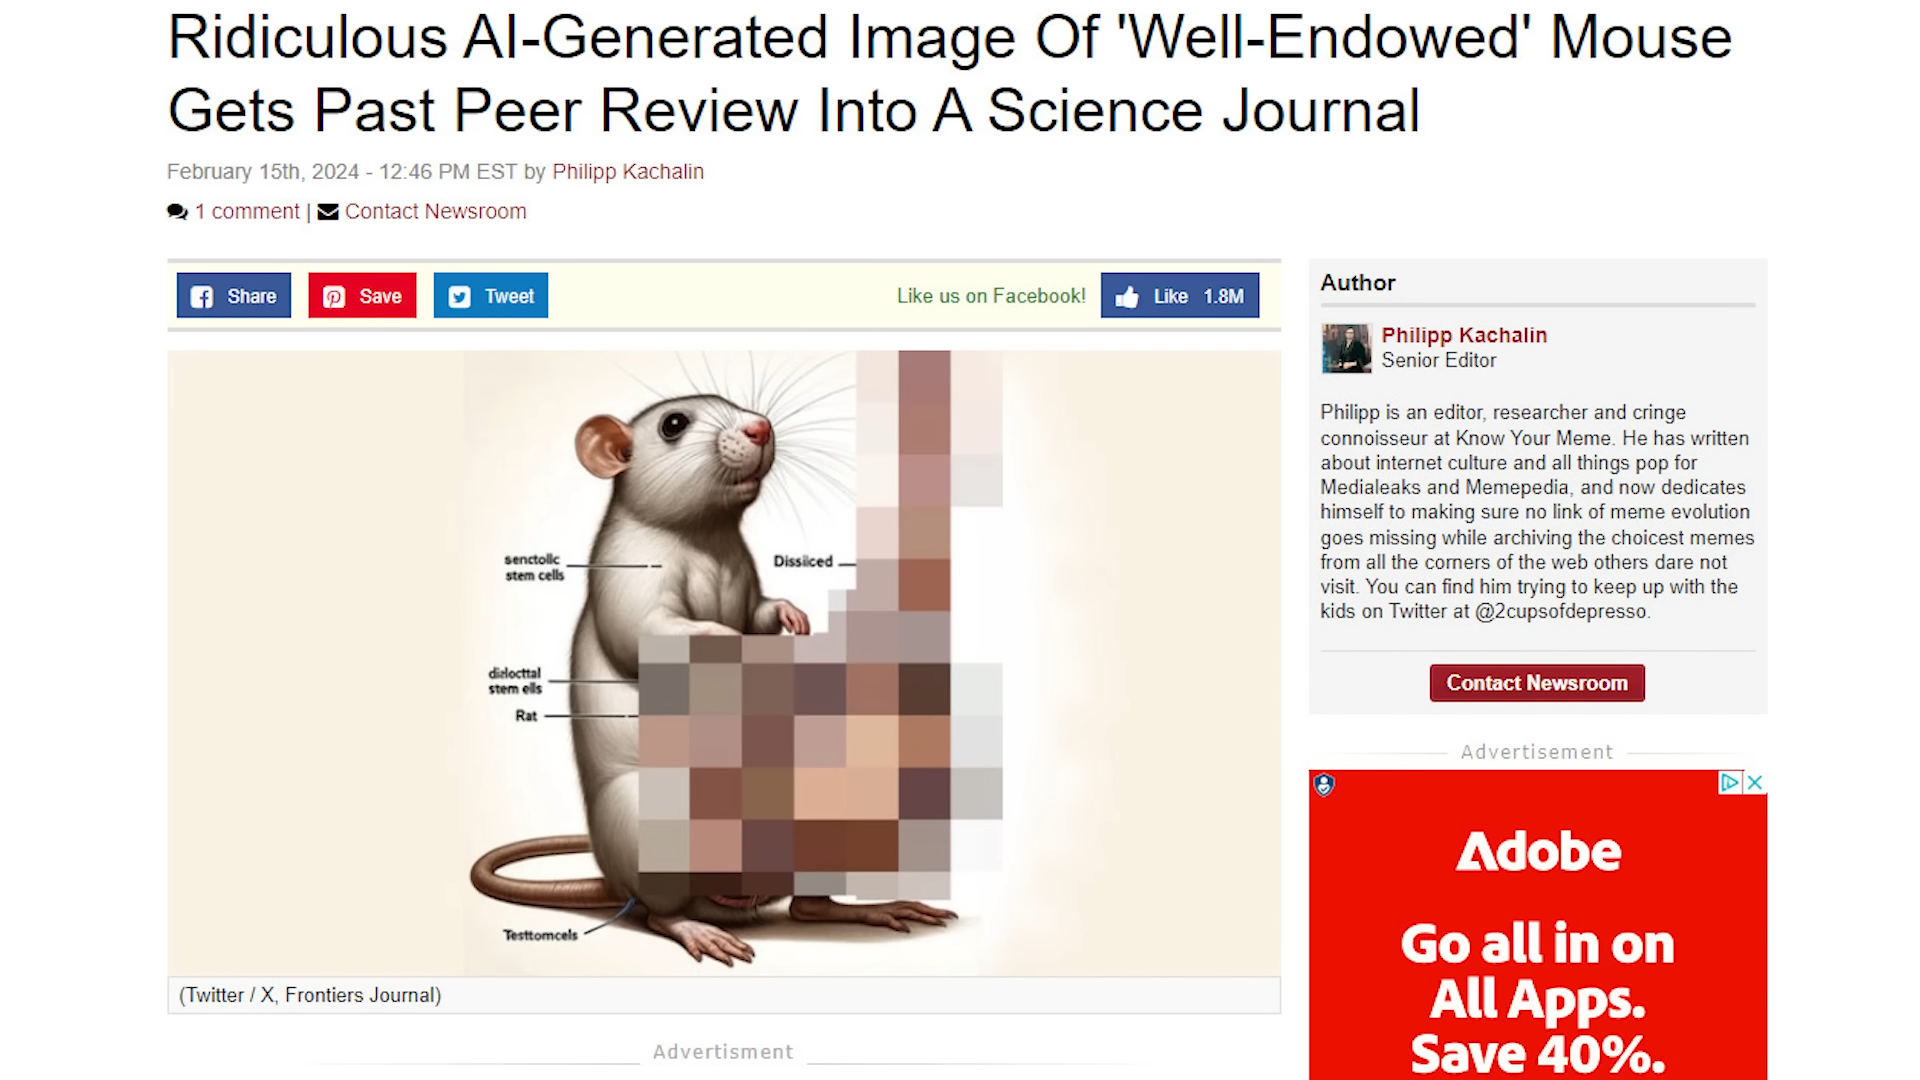 Ridiculous AI-Generated Image Of 'Well-Endowed' Mouse
Gets Past Peer Review Into A Science Journal
February 15th, 2024 - 12:46 PM EST by Philipp Kachalin
1 comment | Contact Newsroom
Share
Save
Tweet
Like us on Facebook!
Like 1.8M
senctolic
stem cells
Dissilced
dizlocttal
stem ells
Rat
Testtomcels
(Twitter / X, Frontiers Journal)
Advertisment
Author
Philipp Kachalin
Senior Editor
Philipp is an editor, researcher and cringe
connoisseur at Know Your Meme. He has written
about internet culture and all things pop for
Medialeaks and Memepedia, and now dedicates
himself to making sure no link of meme evolution
goes missing while archiving the choicest memes
from all the corners of the web others dare not
visit. You can find him trying to keep up with the
kids on Twitter at @2cupsofdepresso.
Contact Newsroom
Advertisement
Adobe
Go all in on
All Apps.
Save 40%.